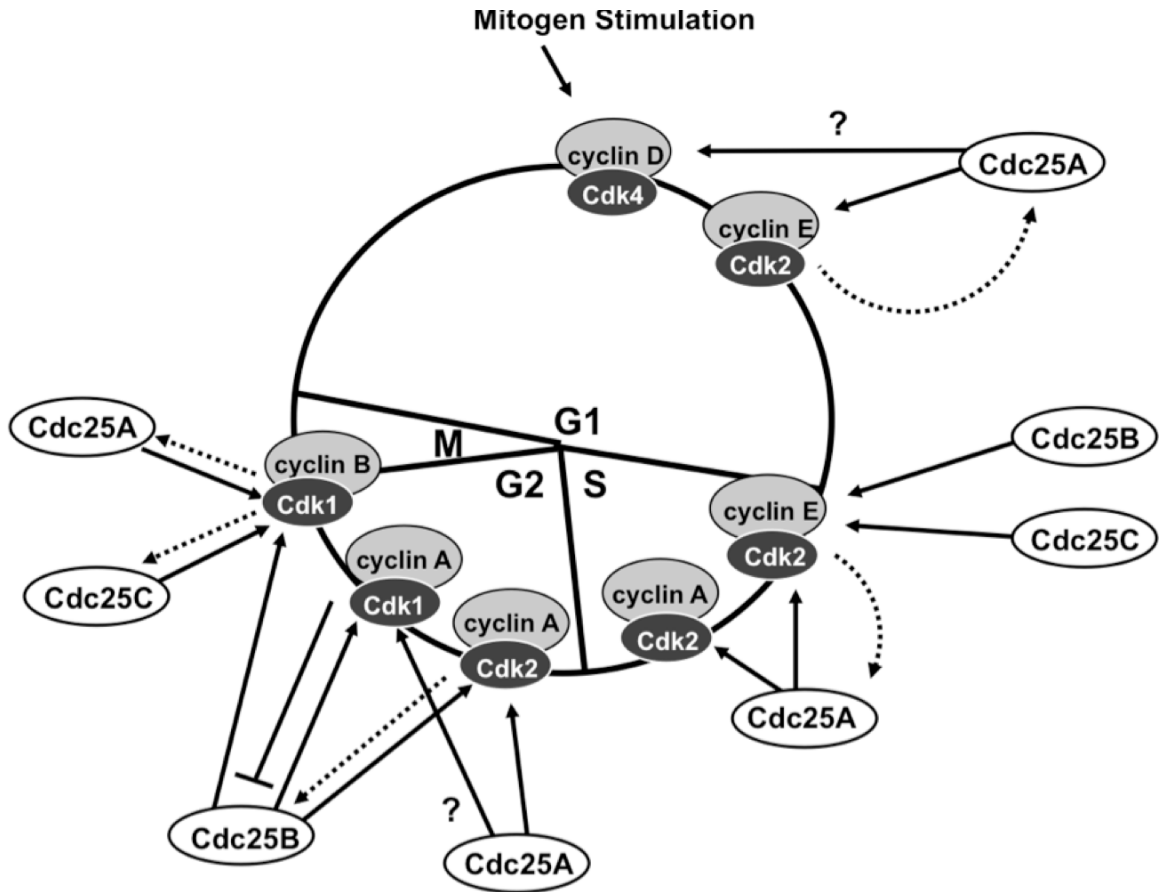 Mitogen Stimulation
?
cyclin D
Cdk4
Cdc25A
cyclin E
Cdk2
G1
M
G2
S
Cdc25A
cyclin B
Cdk1
Cdc25B
cyclin E
Cdk2
Cdc25C
Cdc25C
cyclin A
Cdk1
cyclin A
Cdk2
cyclin A
Cdk2
Cdc25A
?
Cdc25B
Cdc25A